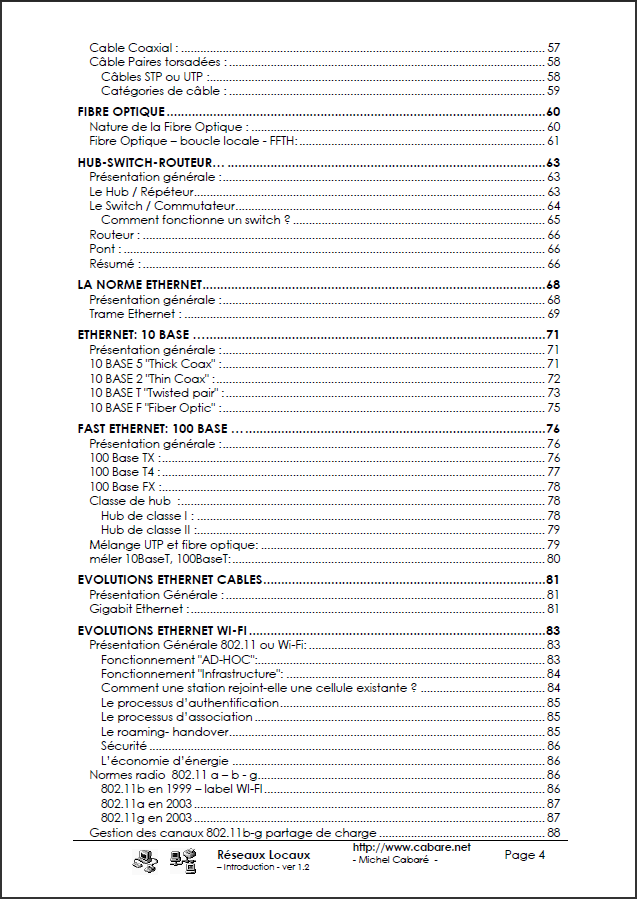 Cable Coaxial : ........ 57
Câble Paires torsadées : ........ 58
Câbles STP ou UTP : ........ 58
Catégories de câble : ........ 59
FIBRE OPTIQUE ........ 60
Nature de la Fibre Optique : ........ 60
Fibre Optique – boucle locale - FFTH: ........ 61
HUB-SWITCH-ROUTEUR… ........ 63
Présentation générale : ........ 63
Le Hub / Répéteur ........ 63
Le Switch / Commutateur ........ 64
Comment fonctionne un switch ? ........ 65
Routeur : ........ 66
Pont : ........ 66
Résumé : ........ 66
LA NORME ETHERNET ........ 68
Présentation générale : ........ 68
Trame Ethernet : ........ 69
ETHERNET: 10 BASE … ........ 71
Présentation générale : ........ 71
10 BASE 5 "Thick Coax" : ........ 71
10 BASE 2 "Thin Coax" : ........ 72
10 BASE T "Twisted pair" : ........ 73
10 BASE F "Fiber Optic" : ........ 75
FAST ETHERNET: 100 BASE … ........ 76
Présentation générale : ........ 76
100 Base TX : ........ 76
100 Base T4 : ........ 77
100 Base FX : ........ 78
Classe de hub : ........ 78
Hub de classe I : ........ 78
Hub de classe II : ........ 79
Mélange UTP et fibre optique: ........ 79
méler 10BaseT, 100BaseT: ........ 80
EVOLUTIONS ETHERNET CABLES ........ 81
Présentation Générale : ........ 81
Gigabit Ethernet : ........ 81
EVOLUTIONS ETHERNET WI-FI ........ 83
Présentation Générale 802.11 ou Wi-Fi: ........ 83
Fonctionnement "AD-HOC": ........ 83
Fonctionnement "Infrastructure": ........ 84
Comment une station rejoint-elle une cellule existante ? ........ 84
Le processus d'authentification ........ 85
Le processus d'association ........ 85
Le roaming- handover ........ 85
Sécurité ........ 86
L'économie d'énergie ........ 86
Normes radio 802.11 a – b - g ........ 86
802.11b en 1999 – label WI-FI ........ 86
802.11a en 2003 ........ 87
802.11g en 2003 ........ 87
Gestion des canaux 802.11b-g partage de charge ........ 88
Réseaux Locaux
– Introduction - ver 1.2
http://www.cabare.net
- Michel Cabaré -
Page 4